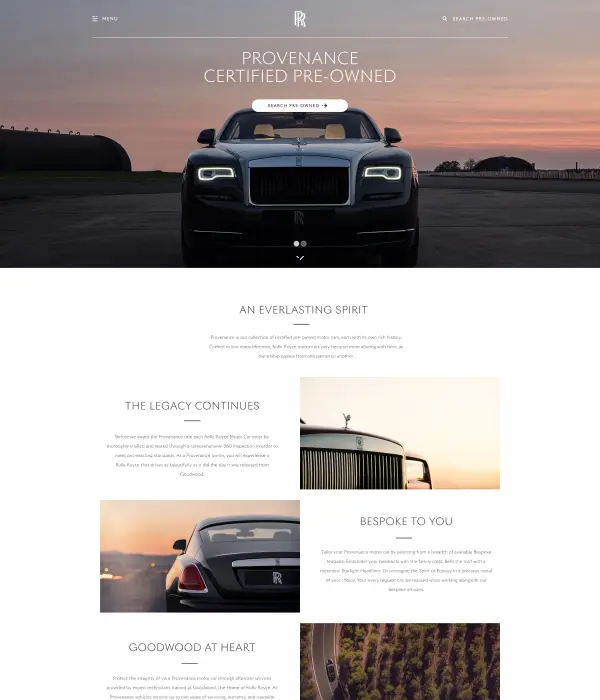 MENU
SEARCH PRE-OWNED
PROVENANCE
CERTIFIED PRE-OWNED
SEARCH PRE-OWNED
AN EVERLASTING SPIRIT
Provenance is our collection of certified pre-owned motor cars, each with its own rich history.
Crafted to live many lifetimes, Rolls-Royce motor cars only become more alluring with time, as
ownership passes from one patron to another.
THE LEGACY CONTINUES
Before we award the Provenance title each Rolls-Royce Motor Car must be
thoroughly vetted and tested through a comprehensive 360 inspection in order to
meet our exacting standards. As a Provenance owner, you will experience a
Rolls-Royce that drives as beautifully as it did the day it was released from
Goodwood.
BESPOKE TO YOU
Tailor your Provenance motor car by selecting from a breadth of available Bespoke
features. Embroider your headrests with the family crest. Befit the roof with a
Starlight Headliner. Or recreate the Spirit of Ecstasy in a precious metal
of your choice. Your every request can be realised when working alongside our
Bespoke artisans.
GOODWOOD AT HEART
Protect the integrity of your Provenance motor car through aftercare services
provided by expert technicians trained at Goodwood, the Home of Rolls-Royce. All
Provenance vehicles receive up to two years of servicing, warranty, and roadside